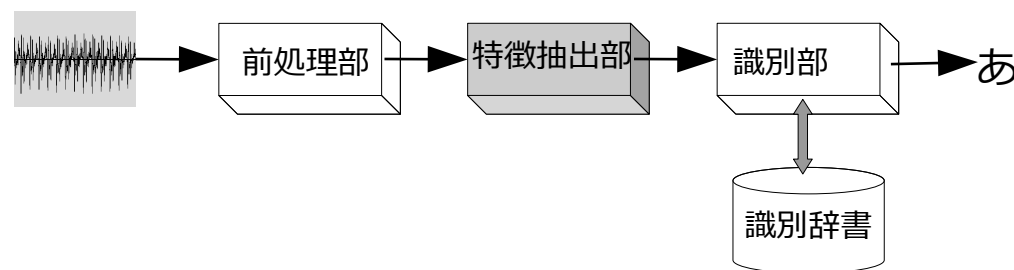 前処理部
特徴抽出部
識別部
あ
識別辞書